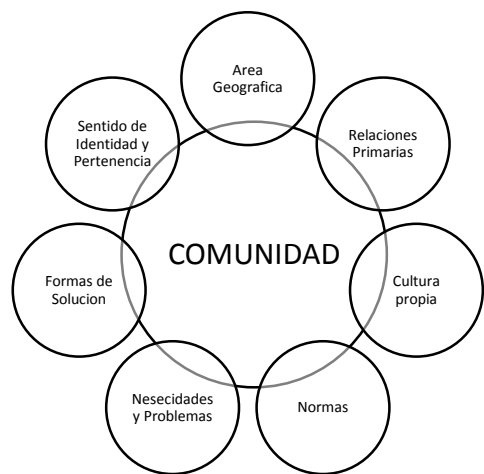 Area
Geografica
Relaciones
Primarias
Cultura
propia
Normas
Nesecidades
y Problemas
Formas de
Solucion
Sentido de
Identidad y
Pertenencia
COMUNIDAD